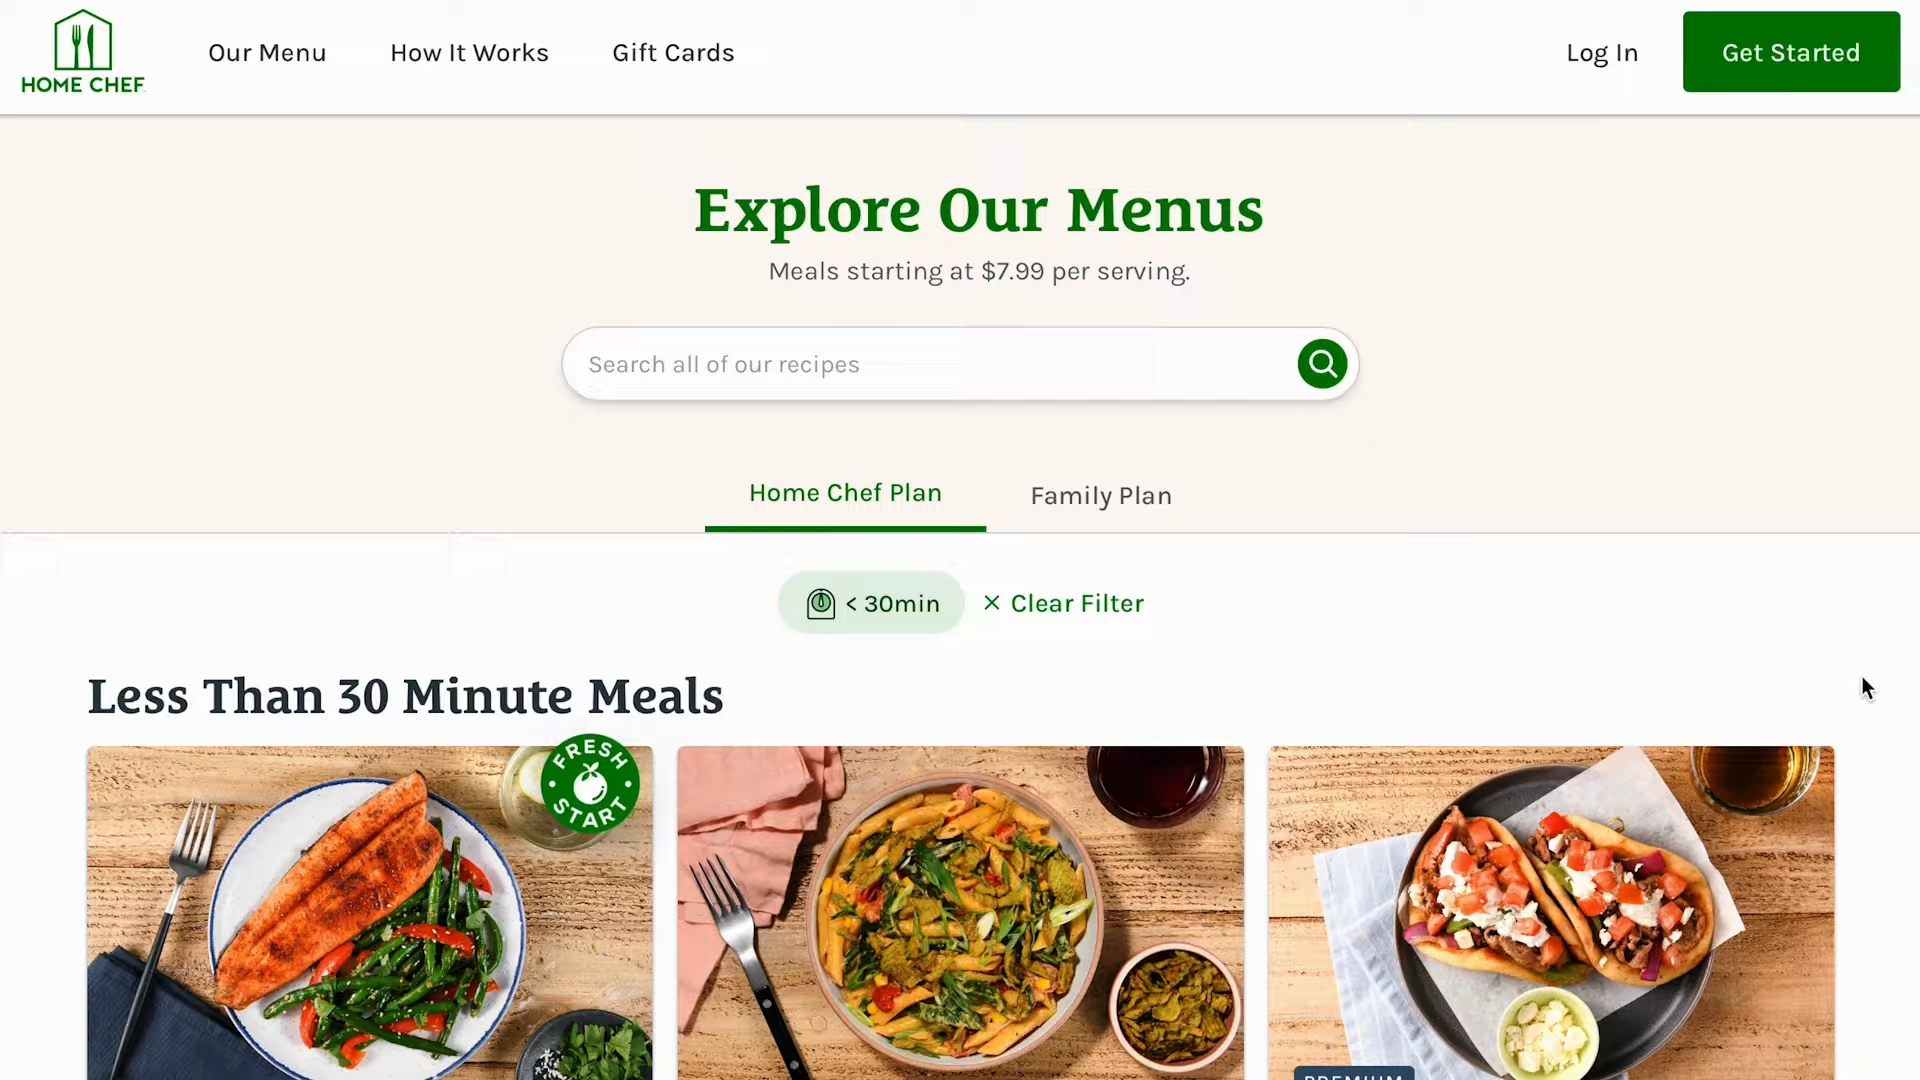 HOME CHEF
Our Menu
How It Works
Gift Cards
Log In
Get Started
Explore Our Menus
Meals starting at $7.99 per serving.
Search all of our recipes
Home Chef Plan
Family Plan
< 30min
Clear Filter
Less Than 30 Minute Meals
FRESH
START
PREMIUM